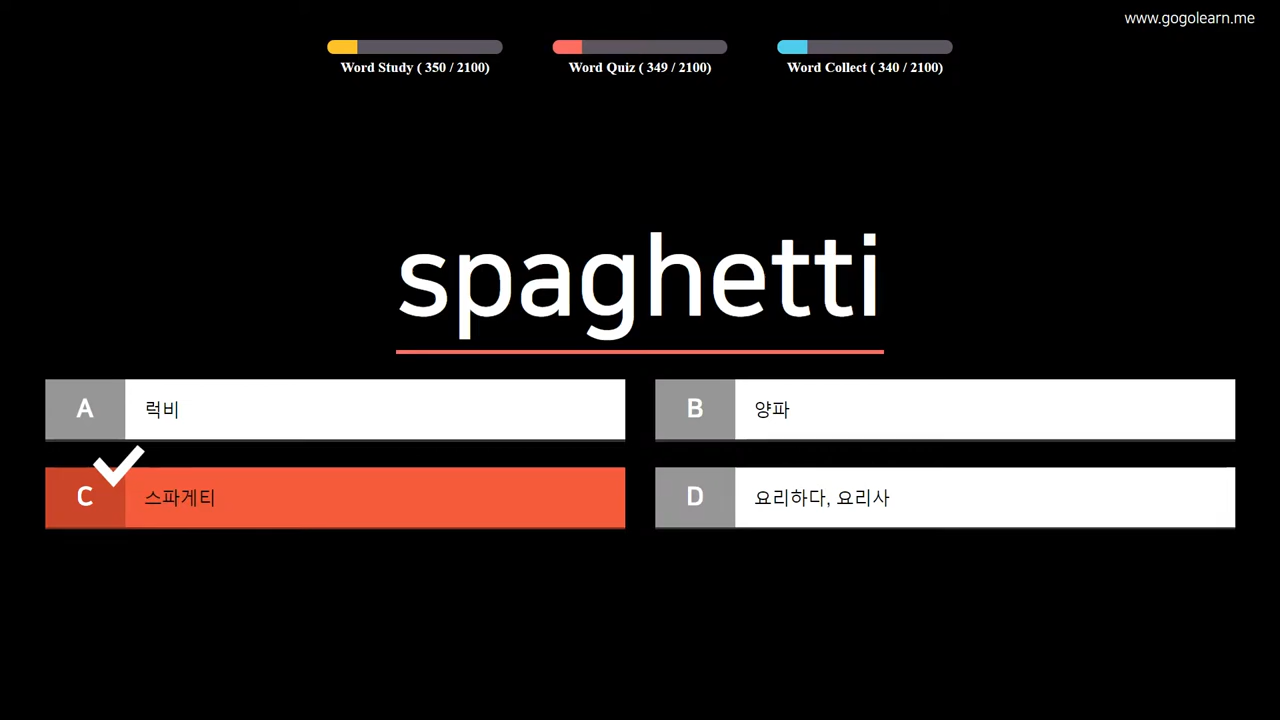 www.gogolearn.me
Word Study ( 350 / 2100)
Word Quiz ( 349 / 2100)
Word Collect ( 340 / 2100)
spaghetti
A 럭비
B 양파
C 스파게티
D 요리하다, 요리사